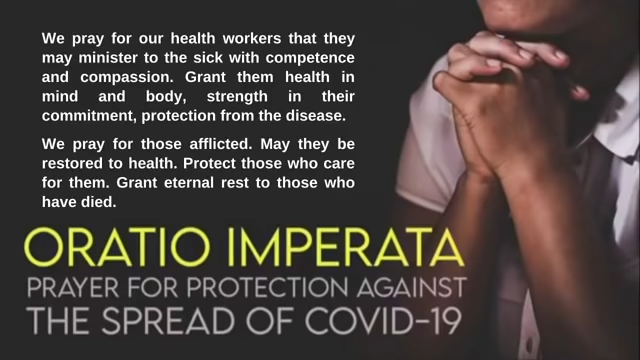 We pray for our health workers that they
may minister to the sick with competence
and compassion. Grant them health in
mind and body, strength in their
commitment, protection from the disease.
We pray for those afflicted. May they be
restored to health. Protect those who care
for them. Grant eternal rest to those who
have died.
ORATIO IMPERATA
PRAYER FOR PROTECTION AGAINST
THE SPREAD OF COVID-19